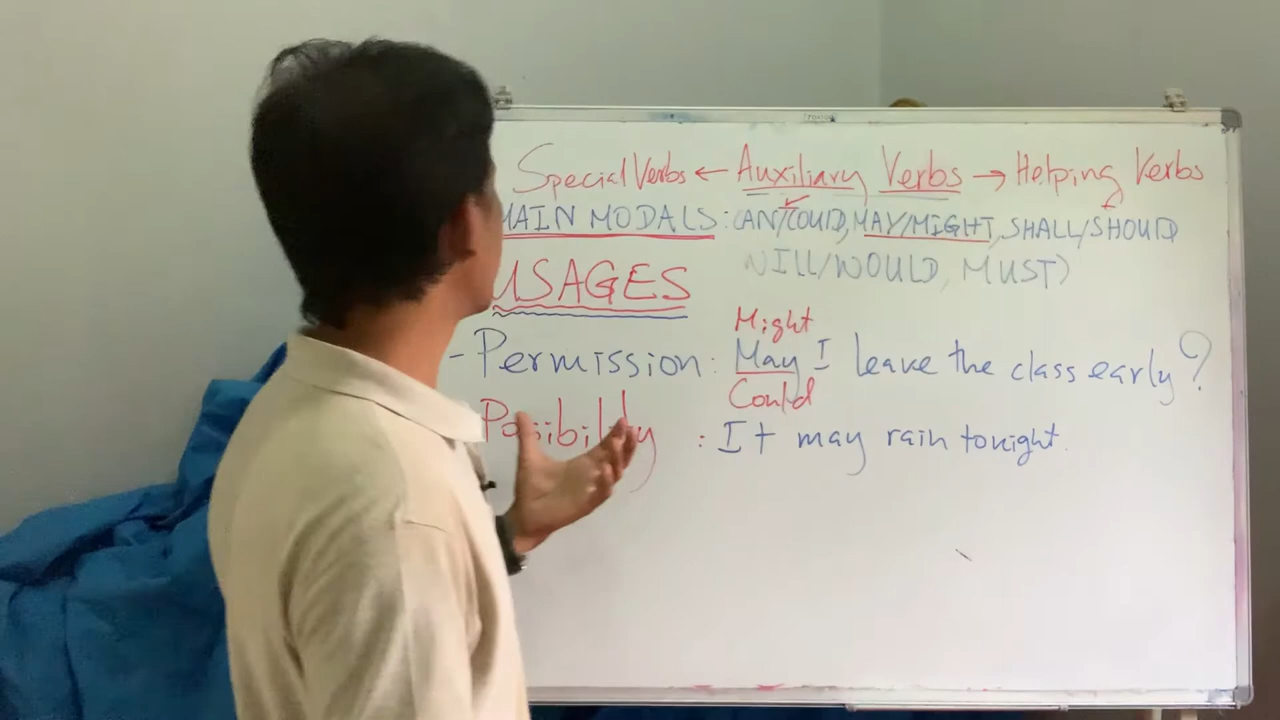 Special Verbs ← Auxiliary Verbs → Helping Verbs
MAIN MODALS: CAN/COULD, MAY/MIGHT, SHALL/SHOULD
WILL/WOULD, MUST)
USAGES
Might
- Permission: May I leave the class early?
Could
Posibility : It may rain tonight.